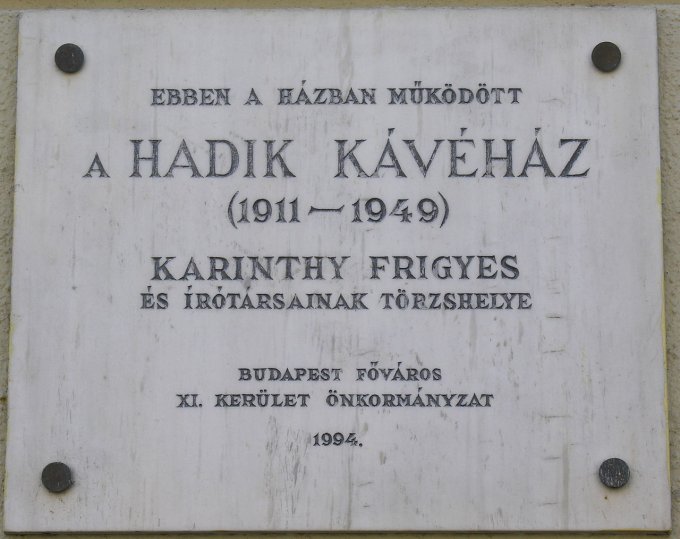 EBBEN A HÁZBAN MŰKÖDÖTT
A HADIK KÁVÉHÁZ
(1911 – 1949)
KARINTHY FRIGYES
ÉS ÍRÓTÁRSAINAK TÖRZSHELYE
BUDAPEST FŐVÁROS
XI. KERÜLET ÖNKORMÁNYZAT
1994.